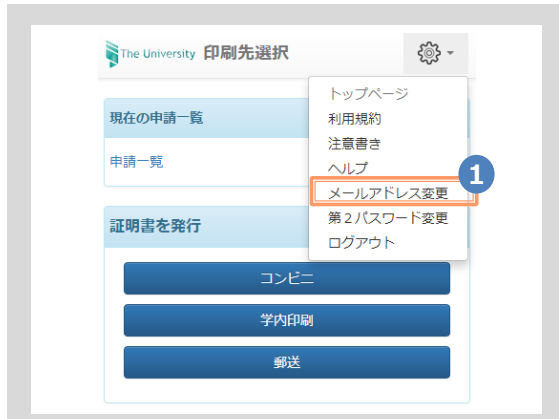 The University 印刷先選択
トップページ
利用規約
注意書き
ヘルプ
1
メールアドレス変更
第2パスワード変更
ログアウト
現在の申請一覧
申請一覧
証明書を発行
コンビニ
学内印刷
郵送